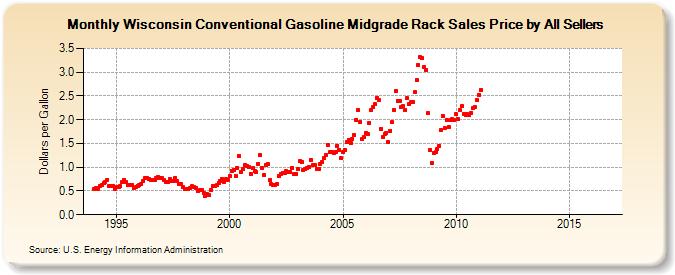 Monthly Wisconsin Conventional Gasoline Midgrade Rack Sales Price by All Sellers
Dollars per Gallon
3.5
3.0
2.5
2.0
1.5
1.0
0.5
0.0
1995 2000 2005 2010 2015
Source: U.S. Energy Information Administration